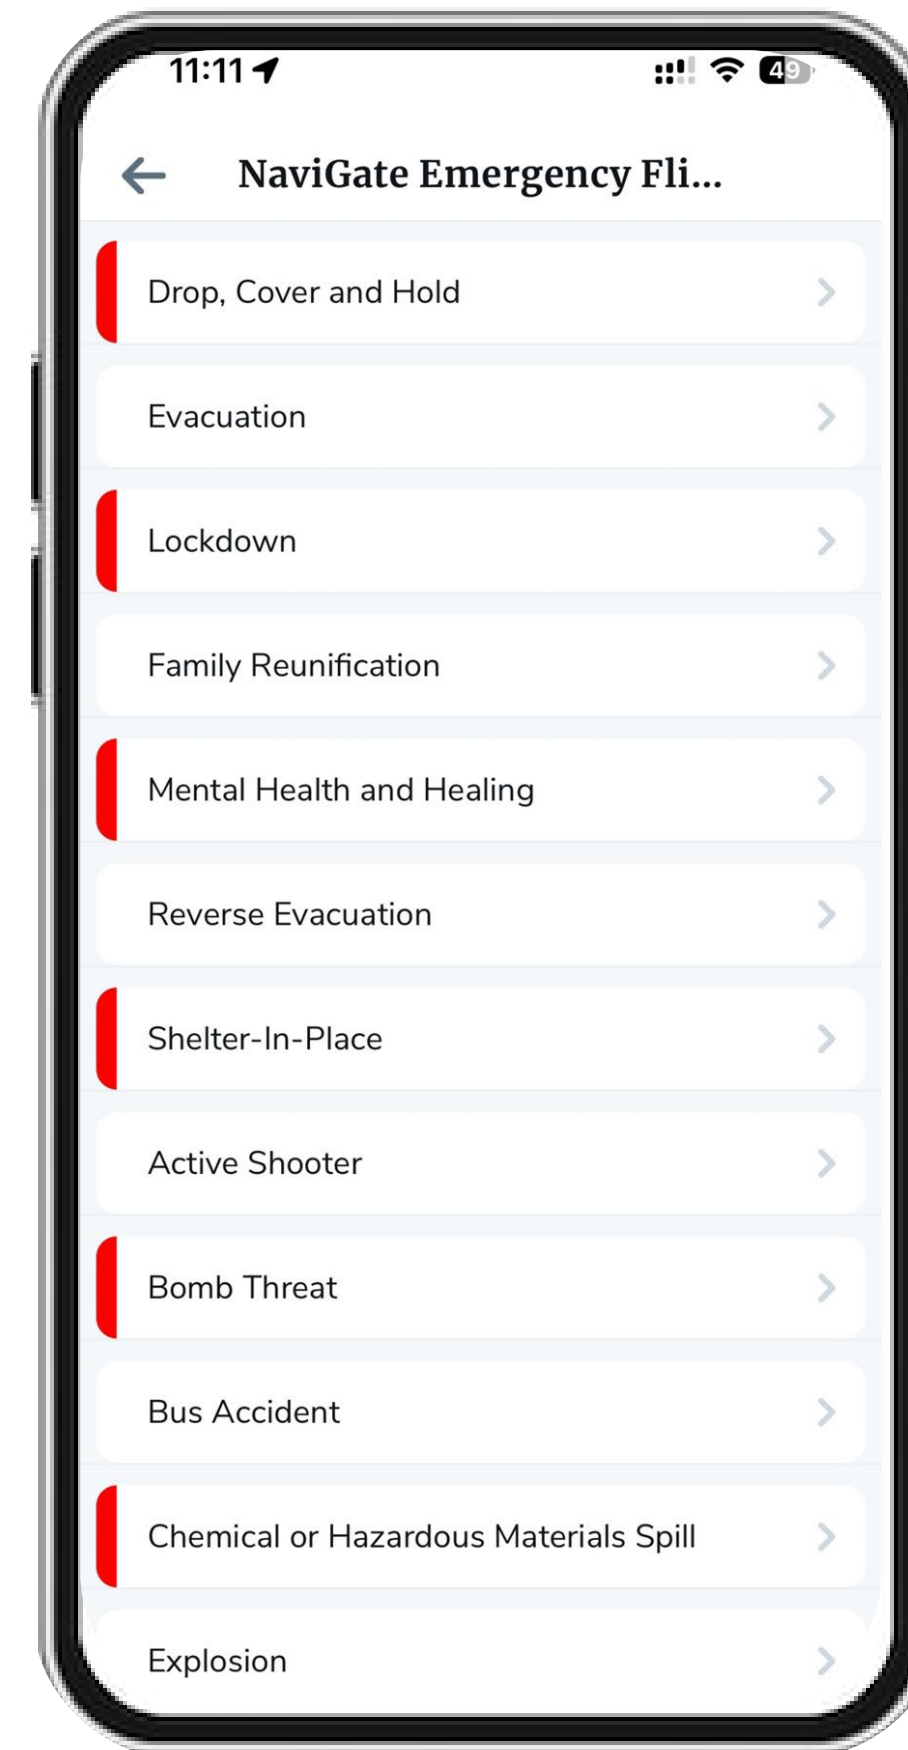 11:11
49
NaviGate Emergency Fli...
Drop, Cover and Hold
Evacuation
Lockdown
Family Reunification
Mental Health and Healing
Reverse Evacuation
Shelter-In-Place
Active Shooter
Bomb Threat
Bus Accident
Chemical or Hazardous Materials Spill
Explosion